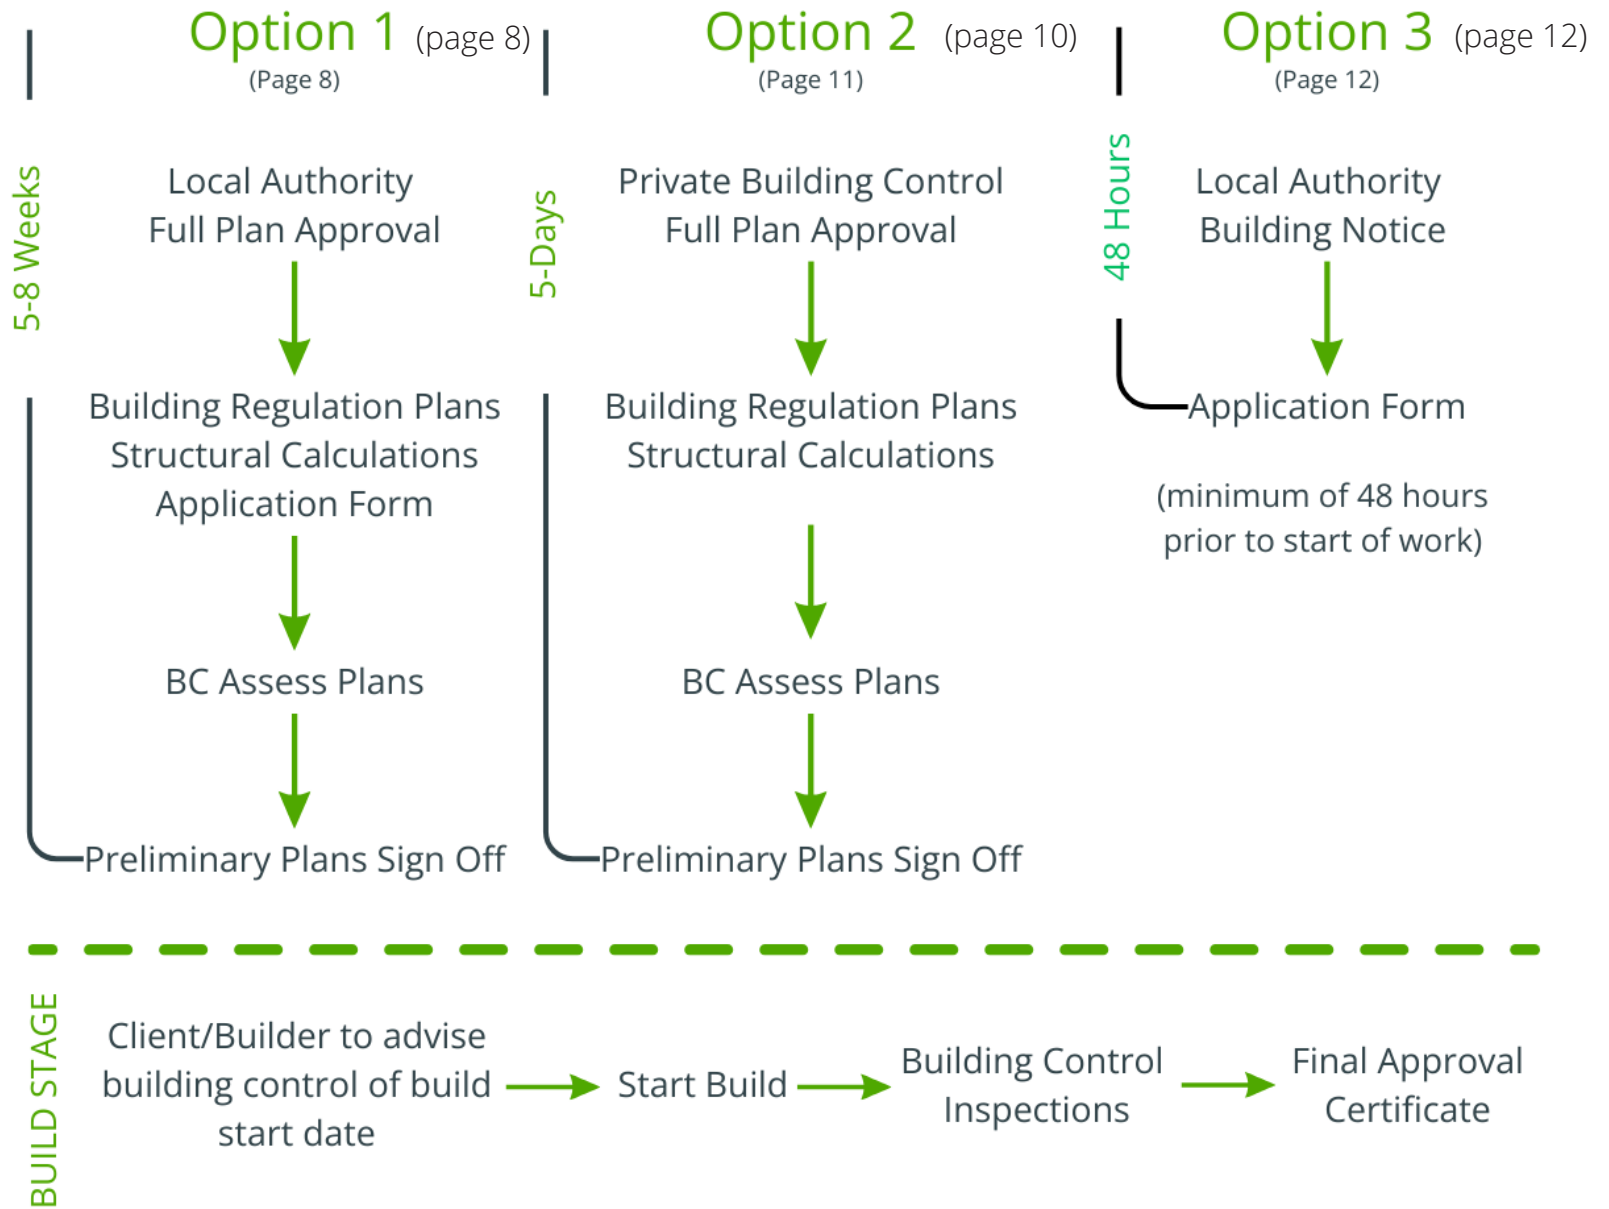 Option 1 (page 8)
(Page 8)
5-8 Weeks
Local Authority
Full Plan Approval
Building Regulation Plans
Structural Calculations
Application Form
BC Assess Plans
Preliminary Plans Sign Off
Option 2 (page 10)
(Page 11)
5-Days
Private Building Control
Full Plan Approval
Building Regulation Plans
Structural Calculations
BC Assess Plans
Preliminary Plans Sign Off
Option 3 (page 12)
(Page 12)
48 Hours
Local Authority
Building Notice
Application Form
(minimum of 48 hours
prior to start of work)
BUILD STAGE
Client/Builder to advise
building control of build
start date
Start Build
Building Control
Inspections
Final Approval
Certificate